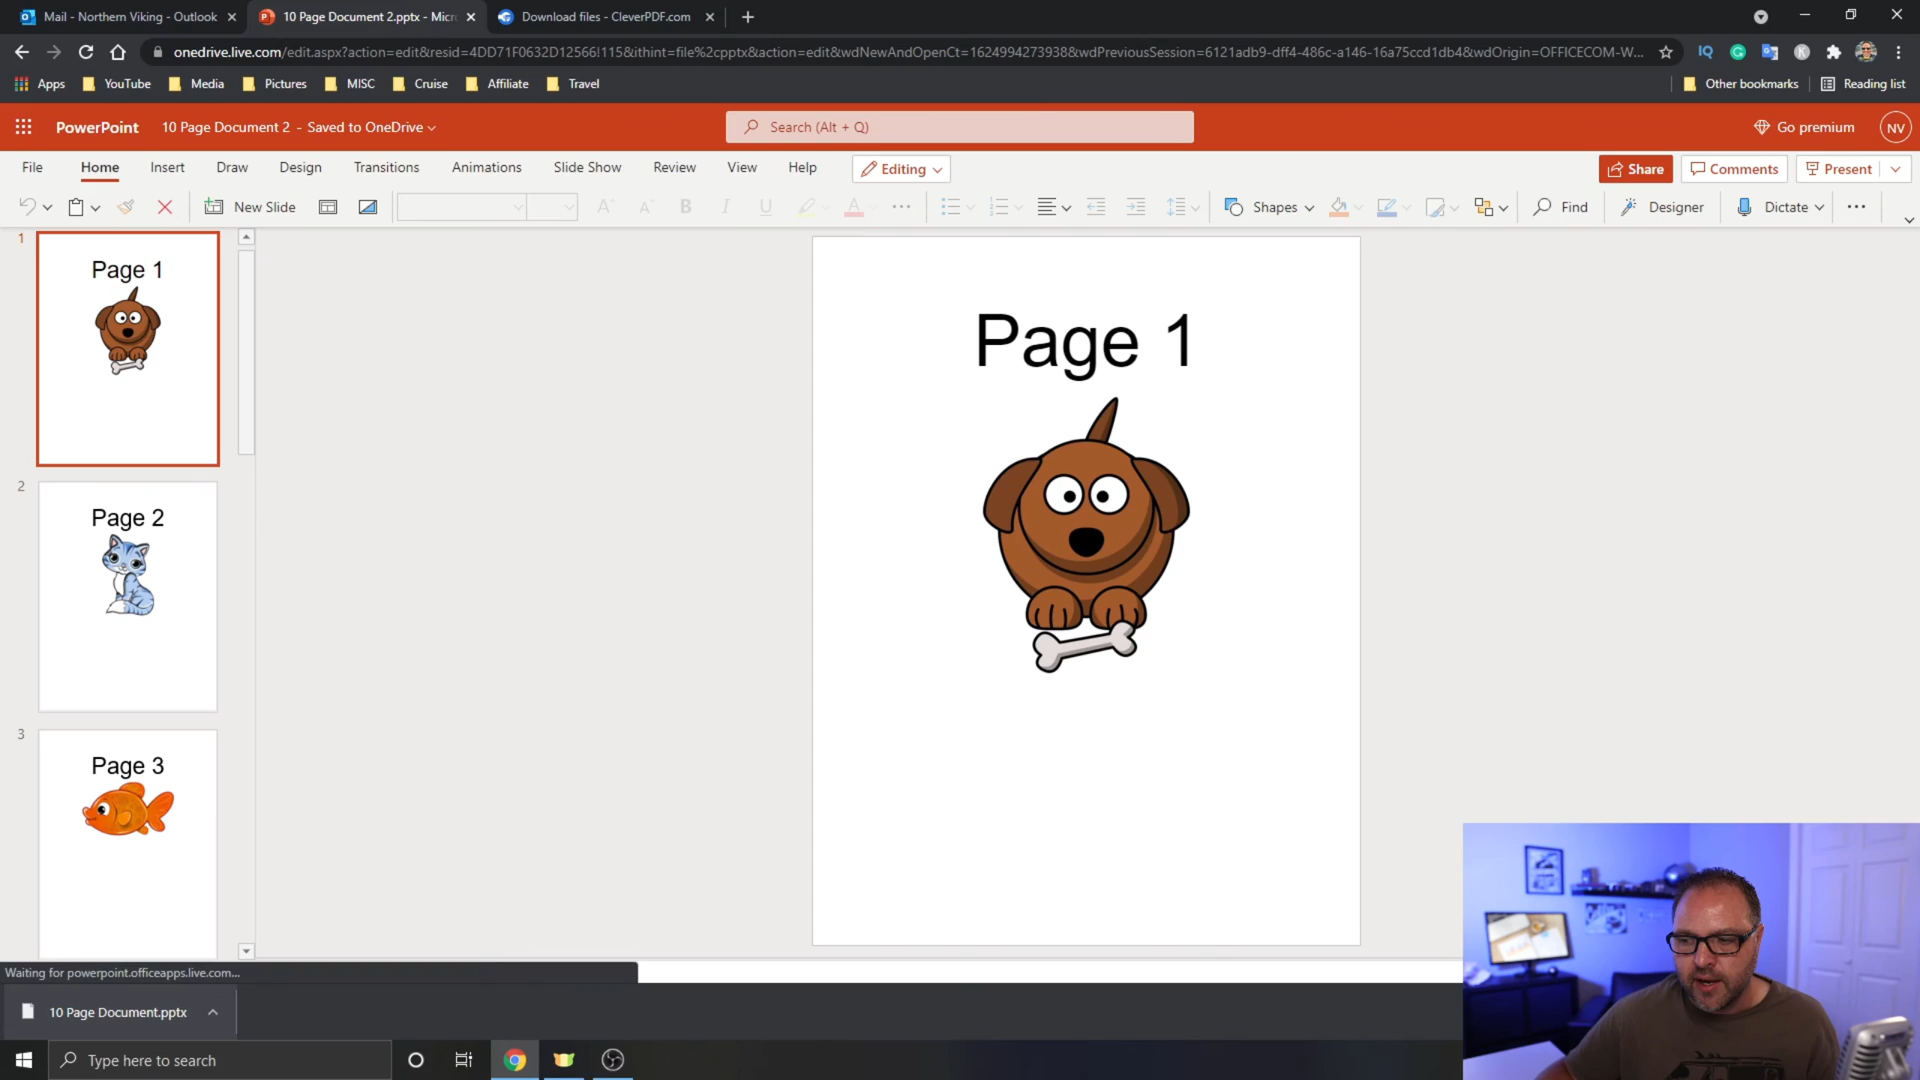 Mail - Northern Viking - Outlook
10 Page Document 2.pptx - Micr
Download files - CleverPDF.com
onedrive.live.com/edit.aspx?action=edit&resid=4DD71F0632D12566!115&ithint=file%2cpptx&action=edit&wdNewAndOpenCt=1624994273938&wdPreviousSession=6121adb9-dff4-486c-a146-16a75ccd1db4&wdOrigin=OFFICECOM-W...
IQ
K
Apps YouTube Media Pictures MISC Cruise Affiliate Travel Other bookmarks Reading list
PowerPoint 10 Page Document 2 - Saved to OneDrive Search (Alt + Q) Go premium NV
File Home Insert Draw Design Transitions Animations Slide Show Review View Help Editing Share Comments Present
New Slide A A B I U A Shapes Find Designer Dictate
1
Page 1
2
Page 2
3
Page 3
Page 1
Waiting for powerpoint.officeapps.live.com...
10 Page Document.pptx
Type here to search